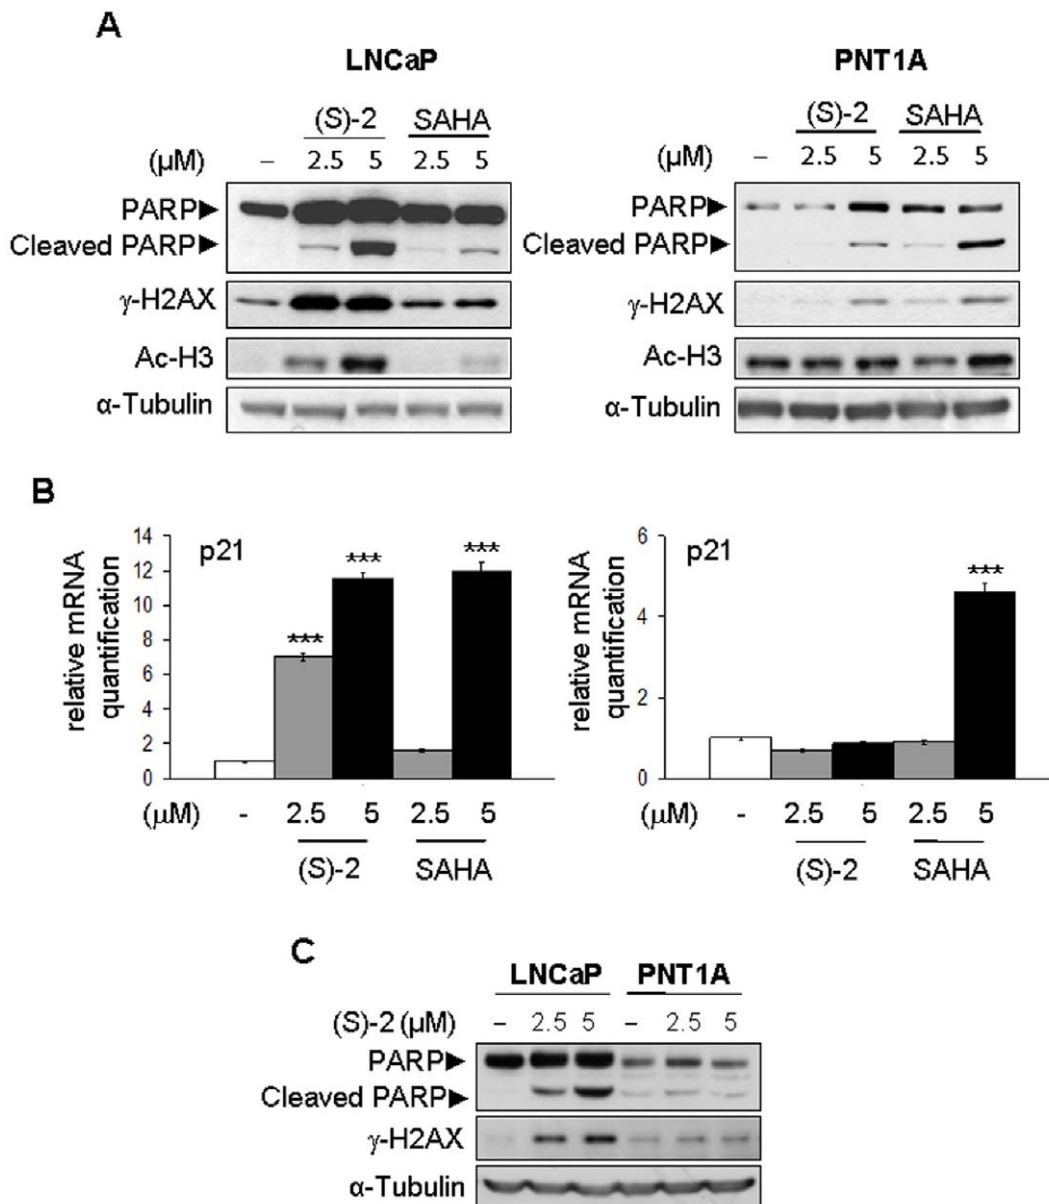 A
LNCaP
(S)-2 SAHA
(μM) – 2.5 5 2.5 5
PARP►
Cleaved PARP►
γ-H2AX
Ac-H3
α-Tubulin
PNT1A
(S)-2 SAHA
(μM) – 2.5 5 2.5 5
PARP►
Cleaved PARP►
γ-H2AX
Ac-H3
α-Tubulin
B
relative mRNA
quantification
14
12
10
8
6
4
2
0
p21
***
***
***
(μM) - 2.5 5 2.5 5
(S)-2 SAHA
relative mRNA
quantification
6
4
2
0
p21
***
(μM) - 2.5 5 2.5 5
(S)-2 SAHA
C
LNCaP PNT1A
(S)-2 (μM) – 2.5 5 – 2.5 5
PARP►
Cleaved PARP►
γ-H2AX
α-Tubulin